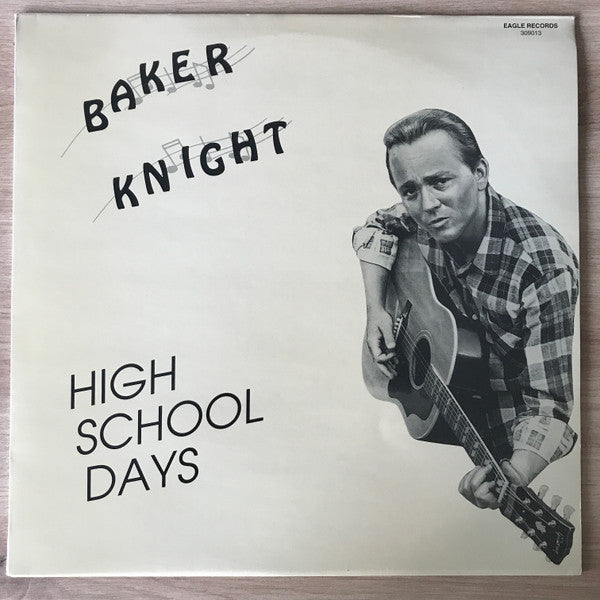 EAGLE RECORDS
309013
BAKER
KNIGHT
HIGH
SCHOOL
DAYS